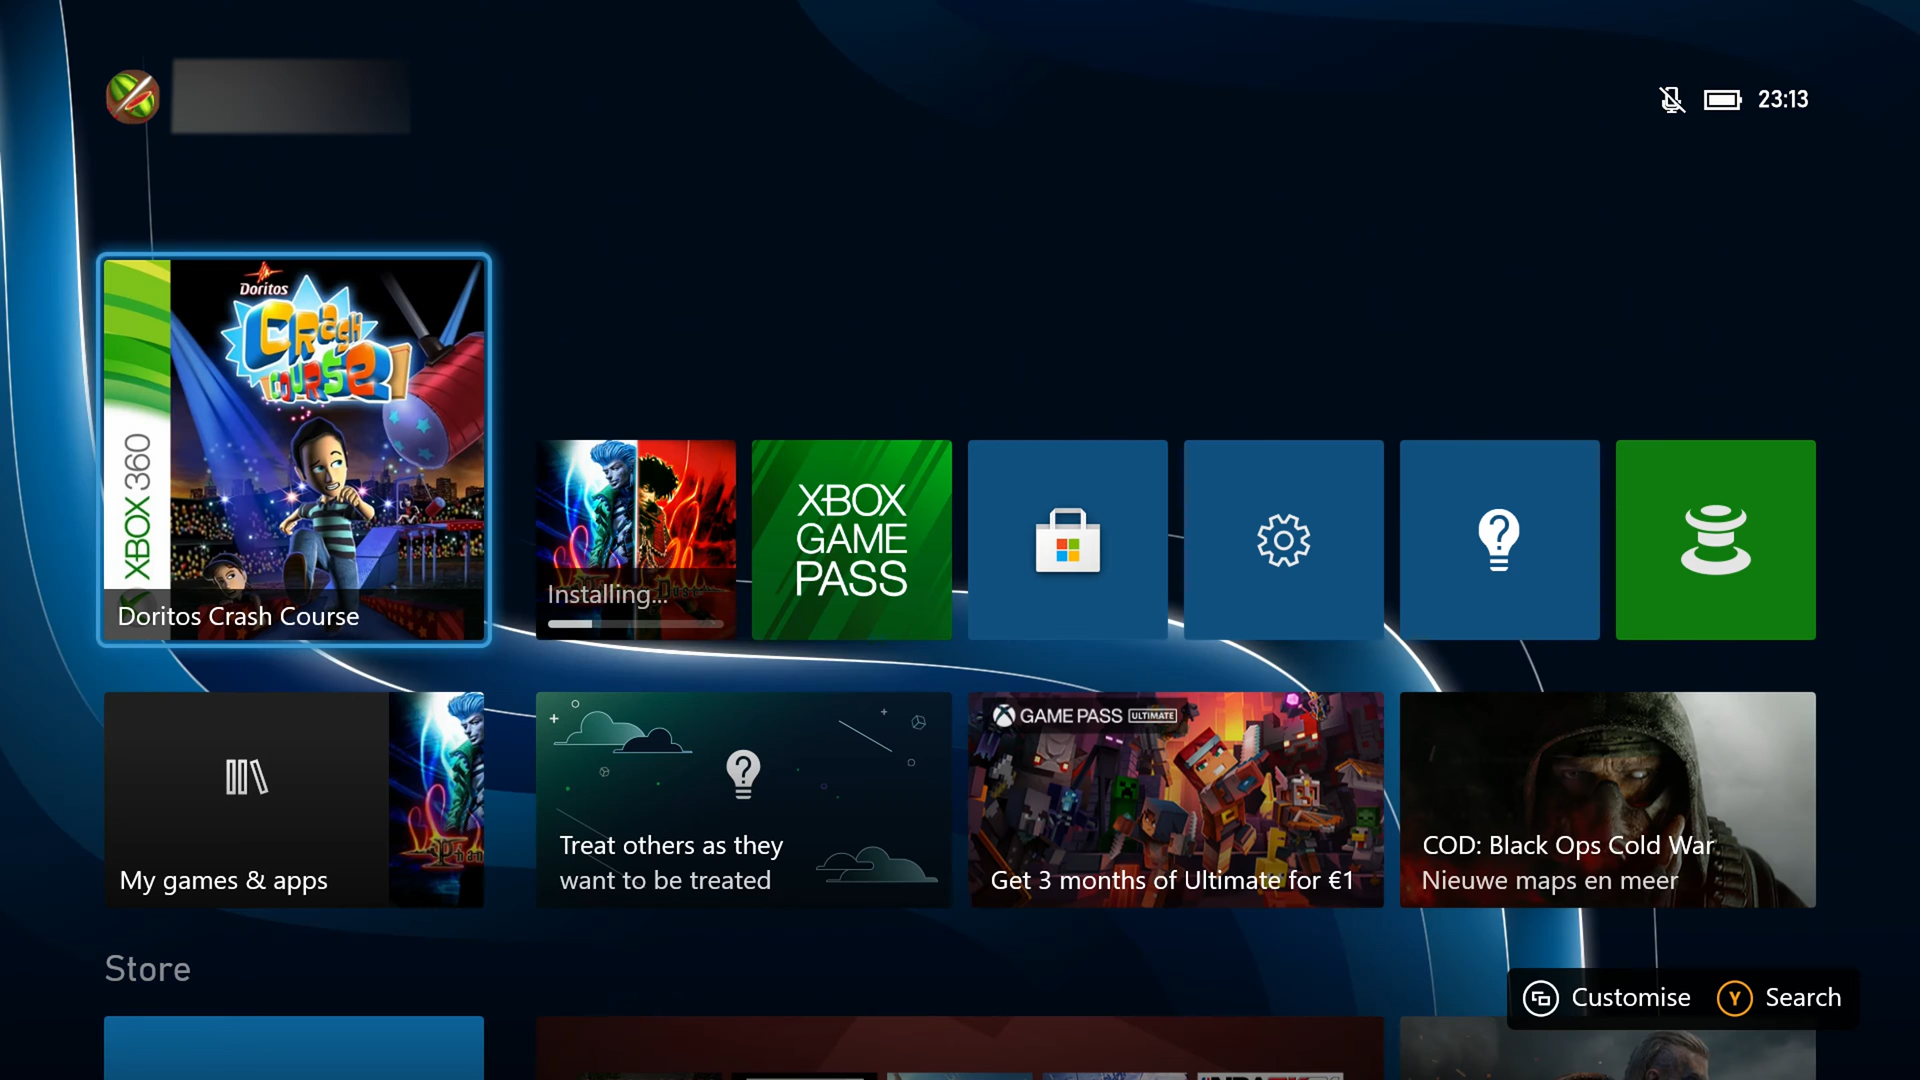 23:13
Doritos
Crash
Course
XBOX 360
Doritos Crash Course
Installing...
XBOX
GAME
PASS
My games & apps
Treat others as they
want to be treated
GAME PASS ULTIMATE
Get 3 months of Ultimate for €1
COD: Black Ops Cold War
Nieuwe maps en meer
Store
Customise
Y
Search